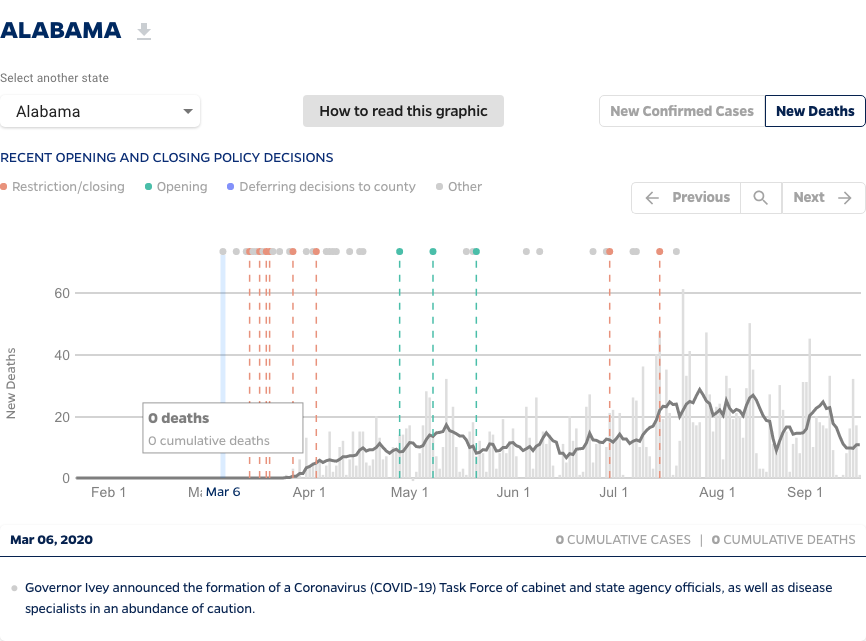 ALABAMA
Select another state
Alabama
How to read this graphic
New Confirmed Cases
New Deaths
RECENT OPENING AND CLOSING POLICY DECISIONS
Restriction/closing
Opening
Deferring decisions to county
Other
Previous
Next
60
40
20
0
New Deaths
0 deaths
0 cumulative deaths
Feb 1
Mar 6
Apr 1
May 1
Jun 1
Jul 1
Aug 1
Sep 1
Mar 06, 2020
0 CUMULATIVE CASES | 0 CUMULATIVE DEATHS
Governor Ivey announced the formation of a Coronavirus (COVID-19) Task Force of cabinet and state agency officials, as well as disease
specialists in an abundance of caution.